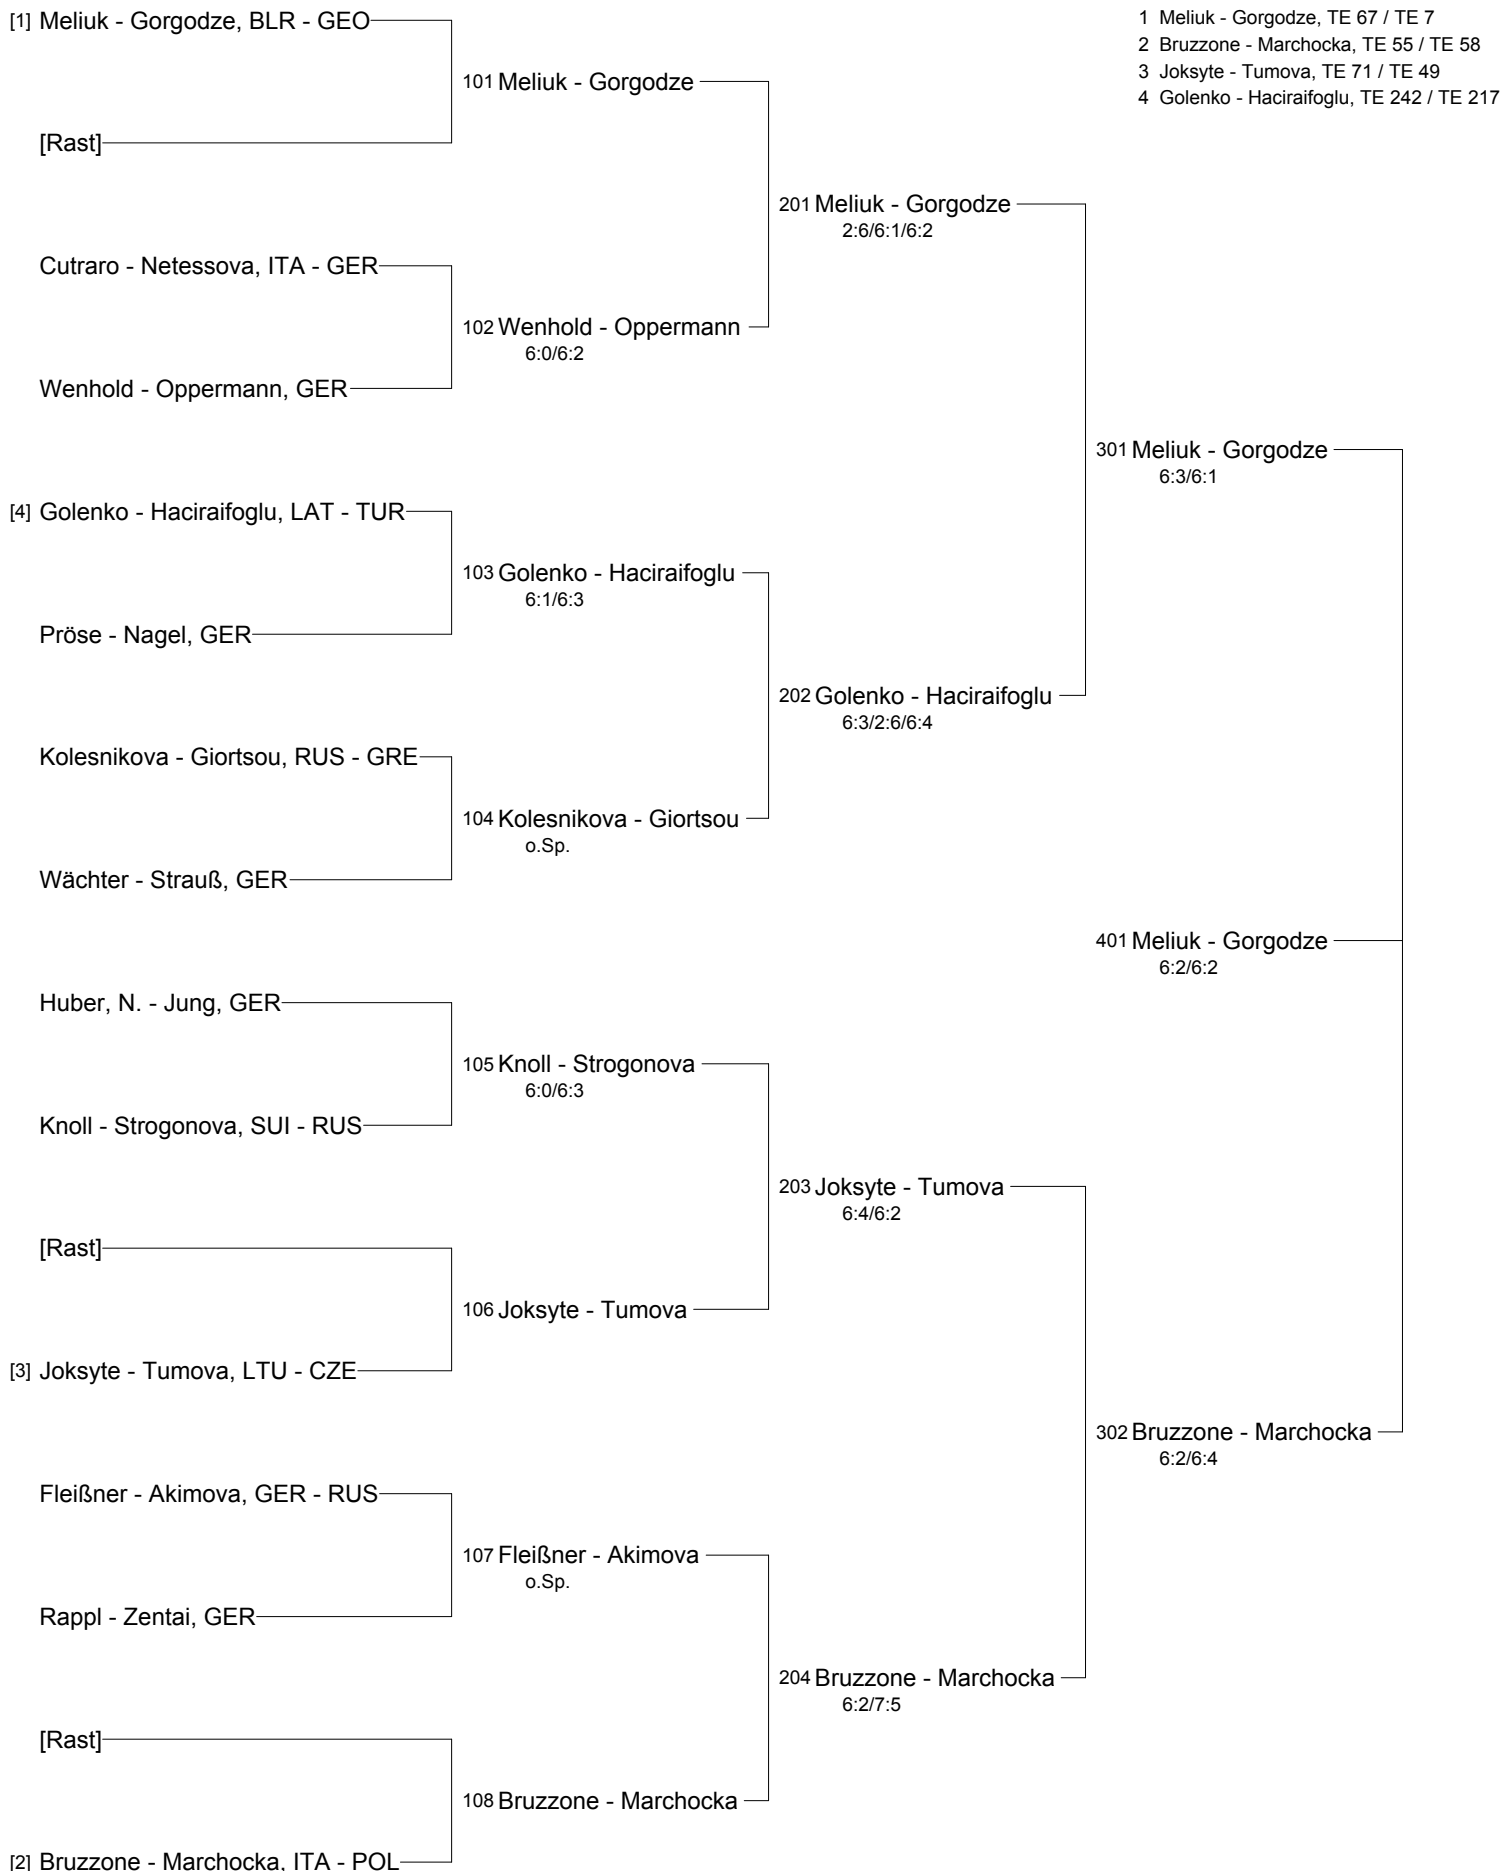 [1] Meliuk - Gorgodze, BLR - GEO
[Rast]
Cutraro - Netessova, ITA - GER
Wenhold - Oppermann, GER
[4] Golenko - Haciraifoglu, LAT - TUR
Pröse - Nagel, GER
Kolesnikova - Giortsou, RUS - GRE
Wächter - Strauß, GER
Huber, N. - Jung, GER
Knoll - Strogonova, SUI - RUS
[Rast]
[3] Joksyte - Tumova, LTU - CZE
Fleißner - Akimova, GER - RUS
Rappl - Zentai, GER
[Rast]
[2] Bruzzone - Marchocka, ITA - POL
101 Meliuk - Gorgodze
102 Wenhold - Oppermann
6:0/6:2
103 Golenko - Haciraifoglu
6:1/6:3
104 Kolesnikova - Giortsou
o.Sp.
105 Knoll - Strogonova
6:0/6:3
106 Joksyte - Tumova
107 Fleißner - Akimova
o.Sp.
108 Bruzzone - Marchocka
201 Meliuk - Gorgodze
2:6/6:1/6:2
202 Golenko - Haciraifoglu
6:3/2:6/6:4
203 Joksyte - Tumova
6:4/6:2
204 Bruzzone - Marchocka
6:2/7:5
301 Meliuk - Gorgodze
6:3/6:1
401 Meliuk - Gorgodze
6:2/6:2
302 Bruzzone - Marchocka
6:2/6:4
1 Meliuk - Gorgodze, TE 67 / TE 7
2 Bruzzone - Marchocka, TE 55 / TE 58
3 Joksyte - Tumova, TE 71 / TE 49
4 Golenko - Haciraifoglu, TE 242 / TE 217